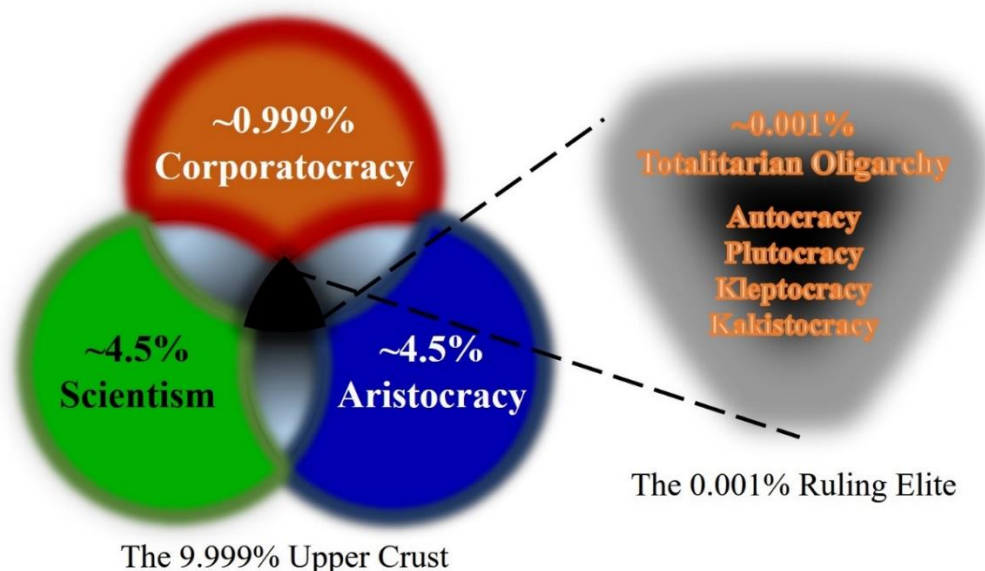 ~0.999%
Corporatocracy
~4.5%
Scientism
~4.5%
Aristocracy
The 9.999% Upper Crust
~0.001%
Totalitarian Oligarchy
Autocracy
Plutocracy
Kleptocracy
Kakistocracy
The 0.001% Ruling Elite